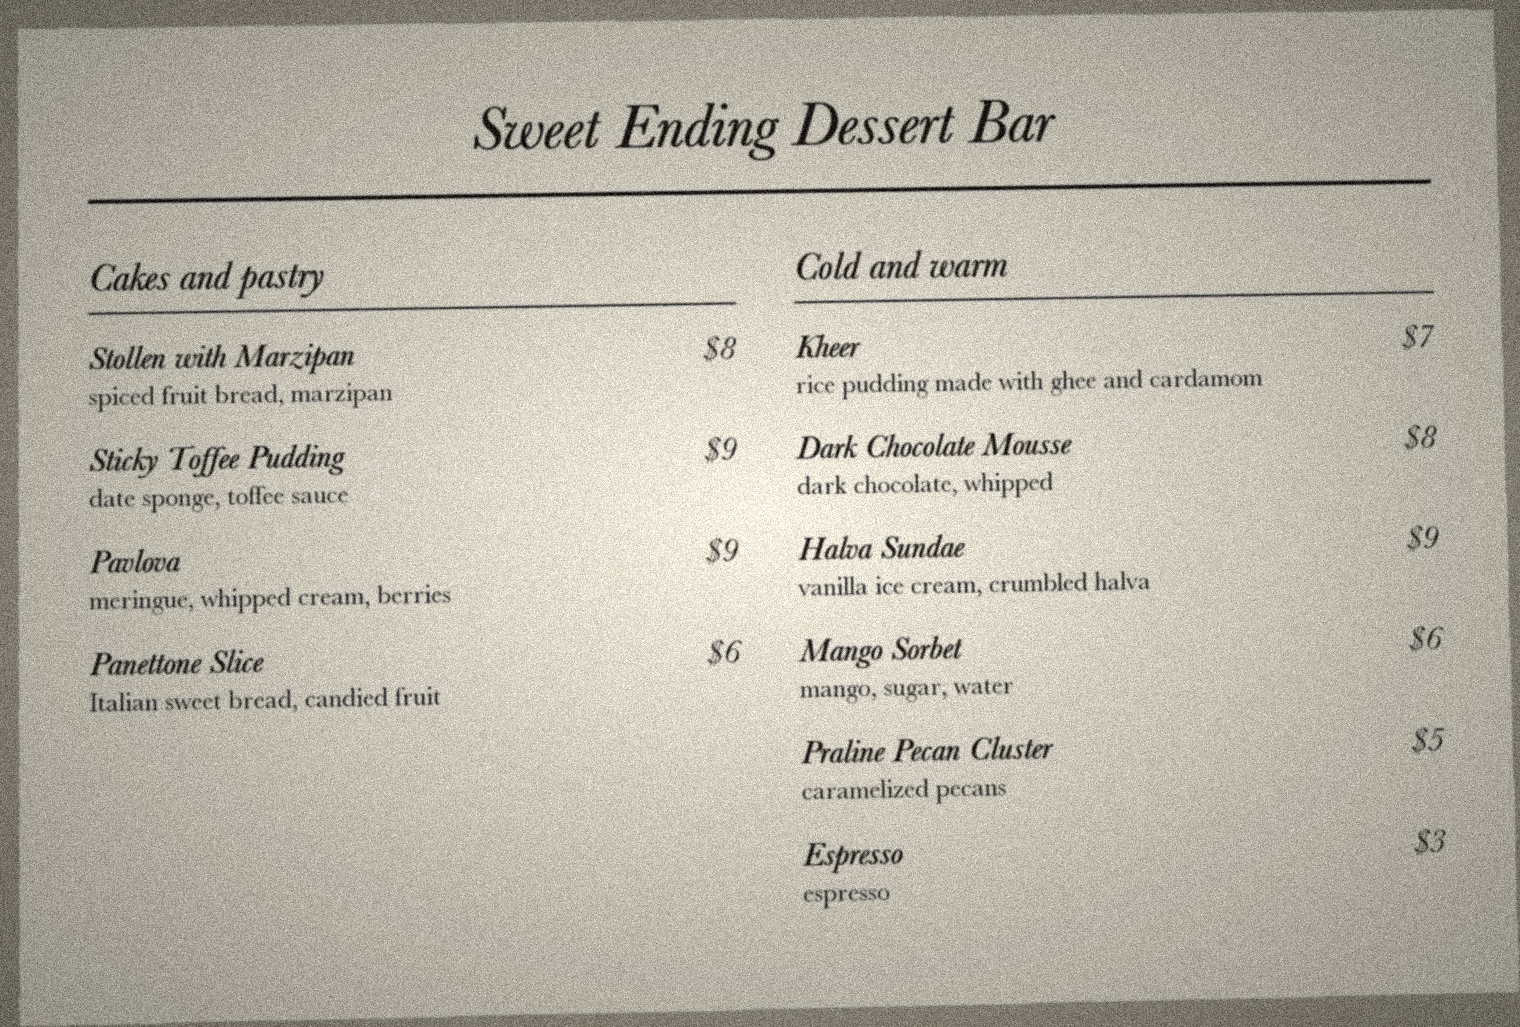 Sweet Ending Dessert Bar
Cakes and pastry
Stollen with Marzipan $8
spiced fruit bread, marzipan
Sticky Toffee Pudding $9
date sponge, toffee sauce
Pavlova $9
meringue, whipped cream, berries
Panettone Slice $6
Italian sweet bread, candied fruit
Cold and warm
Kheer $7
rice pudding made with ghee and cardamom
Dark Chocolate Mousse $8
dark chocolate, whipped
Halva Sundae $9
vanilla ice cream, crumbled halva
Mango Sorbet $6
mango, sugar, water
Praline Pecan Cluster $5
caramelized pecans
Espresso $3
espresso